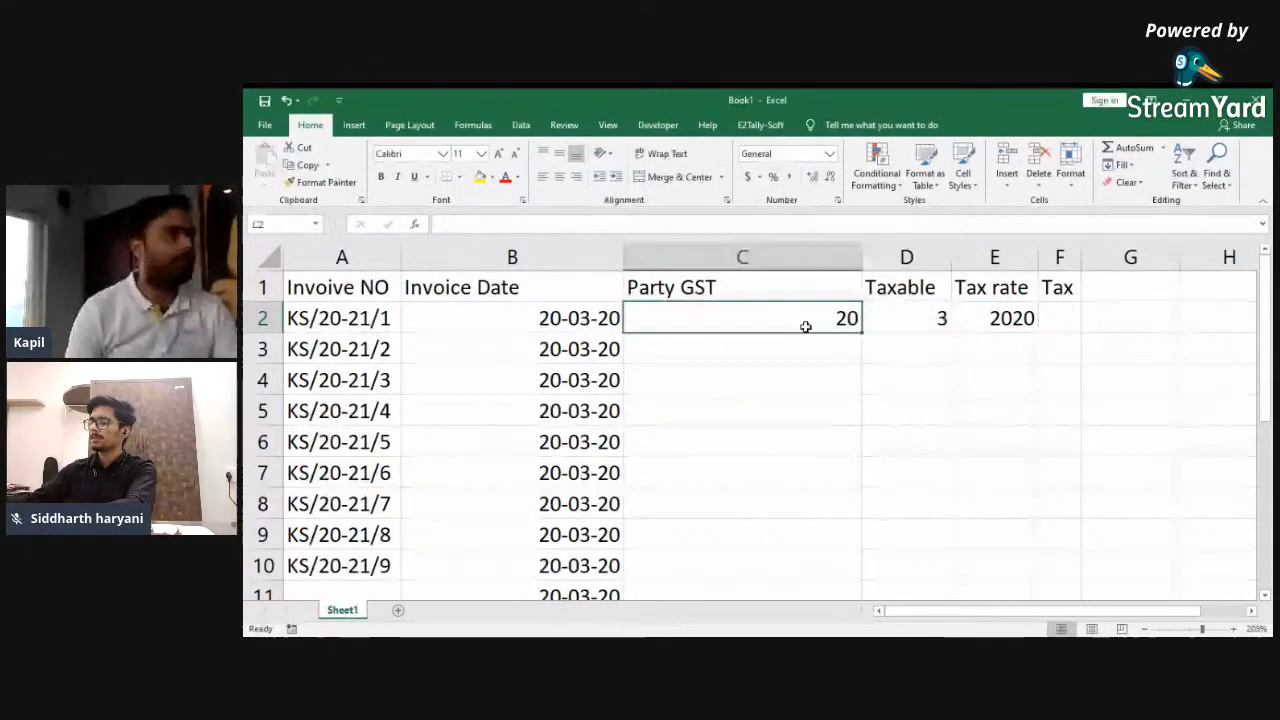 Powered by
StreamYard
Book1 - Excel
Sign in
File Home Insert Page Layout Formulas Data Review View Developer Help EZTally-Soft Tell me what you want to do Share
Paste Cut Copy Format Painter Clipboard
Calibri 11 B I U Font
Wrap Text Merge & Center Alignment
General $ % Number
Conditional Formatting Format as Table Cell Styles Styles
Insert Delete Format Cells
AutoSum Fill Clear Sort & Filter Find & Select Editing
C2 fx
A B C D E F G H
1 Invoive NO Invoice Date Party GST Taxable Tax rate Tax
2 KS/20-21/1 20-03-20 20 3 2020
3 KS/20-21/2 20-03-20
4 KS/20-21/3 20-03-20
5 KS/20-21/4 20-03-20
6 KS/20-21/5 20-03-20
7 KS/20-21/6 20-03-20
8 KS/20-21/7 20-03-20
9 KS/20-21/8 20-03-20
10 KS/20-21/9 20-03-20
11 20-03-20
Sheet1
Ready 205%
Kapil
Siddharth haryani